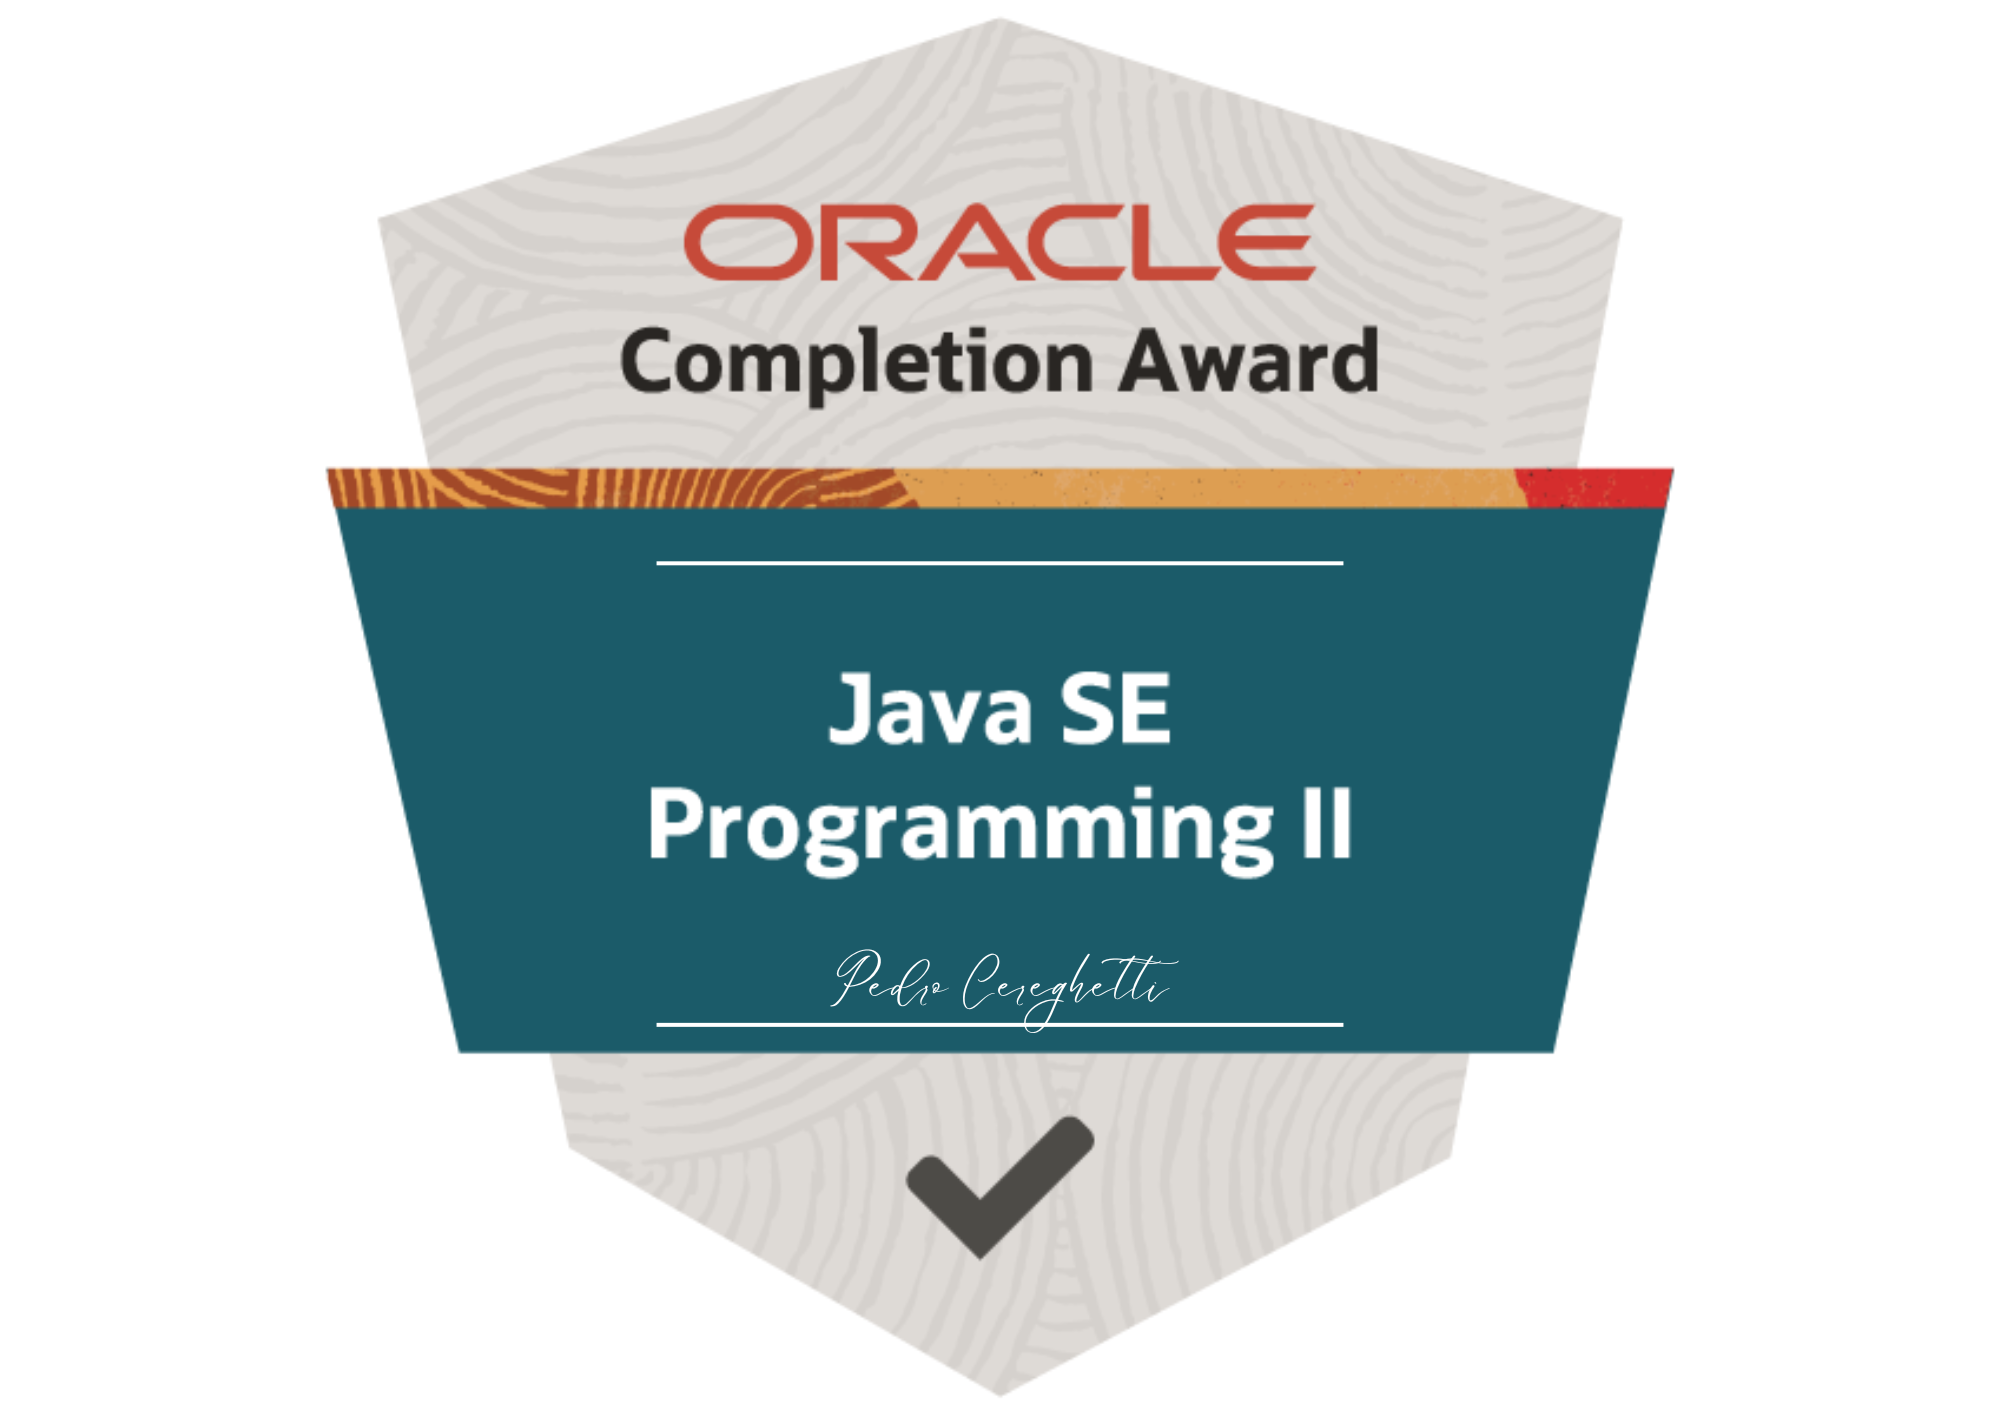 ORACLE
Completion Award
Java SE
Programming II
Pedro Cereghetti